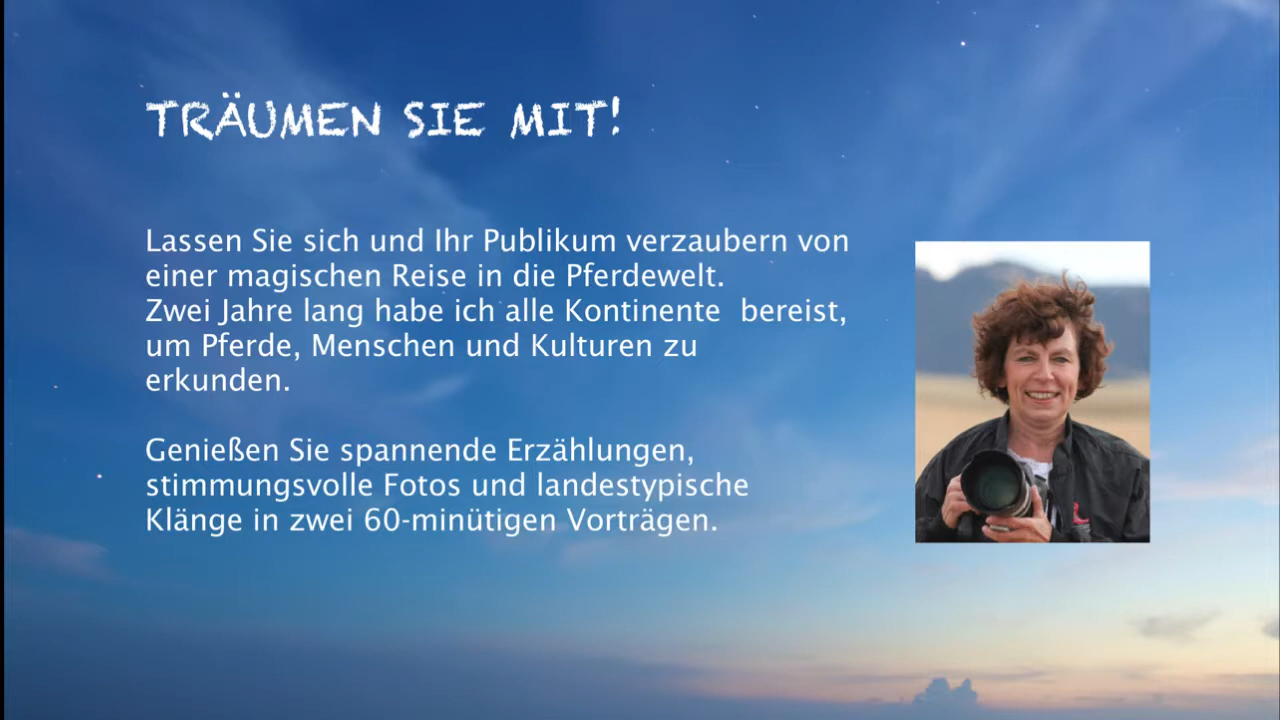 TRÄUMEN SIE MIT!
Lassen Sie sich und Ihr Publikum verzaubern von
einer magischen Reise in die Pferdewelt.
Zwei Jahre lang habe ich alle Kontinente  bereist,
um Pferde, Menschen und Kulturen zu
erkunden.
Genießen Sie spannende Erzählungen,
stimmungsvolle Fotos und landestypische
Klänge in zwei 60-minütigen Vorträgen.